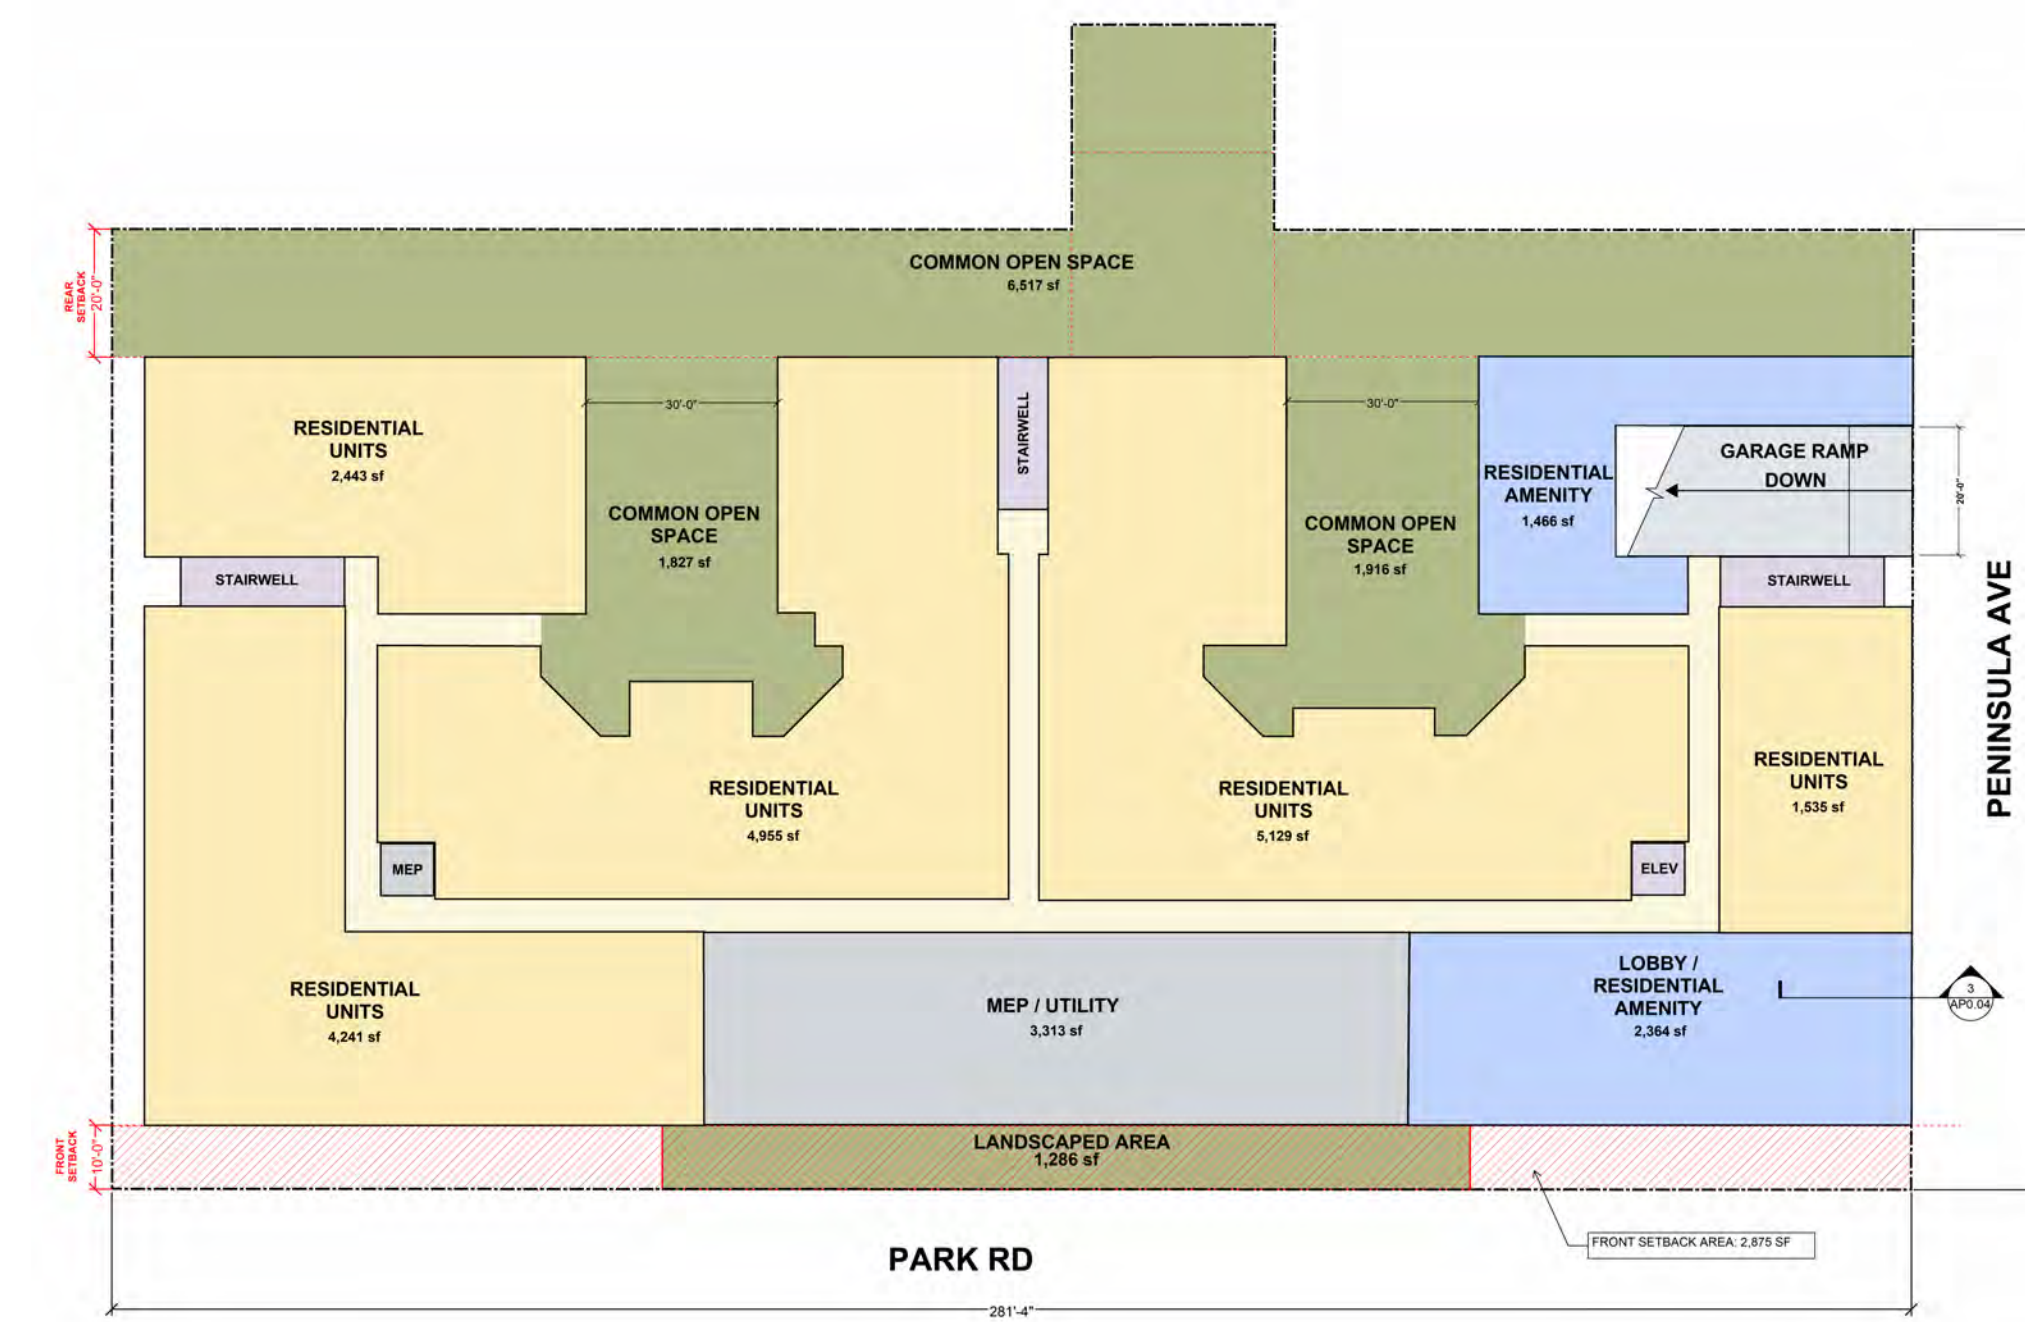 COMMON OPEN SPACE
6,517 sf
REAR
SETBACK
20'-0"
RESIDENTIAL
UNITS
2,443 sf
30'-0"
COMMON OPEN
SPACE
1,827 sf
STAIRWELL
30'-0"
COMMON OPEN
SPACE
1,916 sf
RESIDENTIAL
AMENITY
1,466 sf
GARAGE RAMP
DOWN
20'-0"
STAIRWELL
STAIRWELL
PENINSULA AVE
RESIDENTIAL
UNITS
4,955 sf
RESIDENTIAL
UNITS
5,129 sf
RESIDENTIAL
UNITS
1,535 sf
MEP
ELEV
RESIDENTIAL
UNITS
4,241 sf
MEP / UTILITY
3,313 sf
LOBBY /
RESIDENTIAL
AMENITY
2,364 sf
3
AP0.04
FRONT
SETBACK
10'-0"
LANDSCAPED AREA
1,286 sf
FRONT SETBACK AREA: 2,875 SF
PARK RD
281'-4"